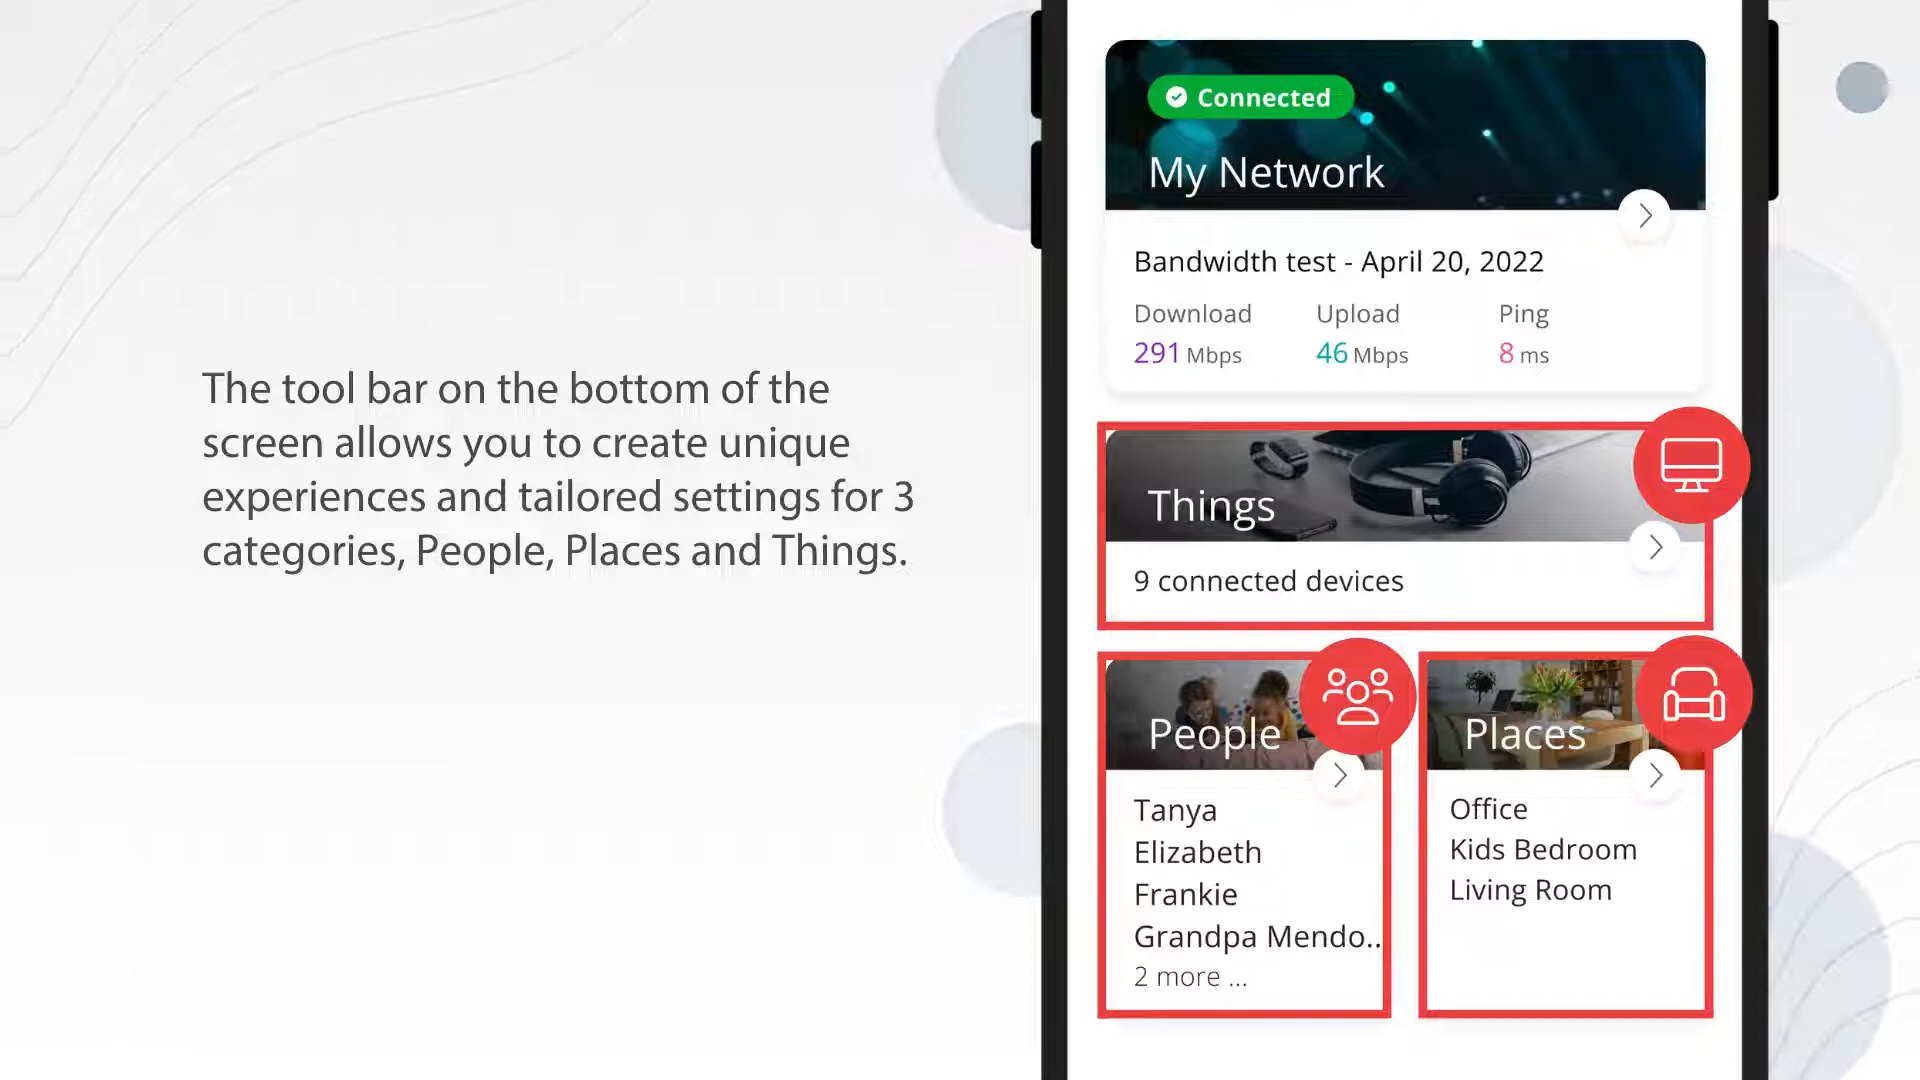 The tool bar on the bottom of the
screen allows you to create unique
experiences and tailored settings for 3
categories, People, Places and Things.
Connected
My Network
Bandwidth test - April 20, 2022
Download Upload Ping
291 Mbps 46 Mbps 8 ms
Things
9 connected devices
People
Tanya
Elizabeth
Frankie
Grandpa Mendo..
2 more ...
Places
Office
Kids Bedroom
Living Room